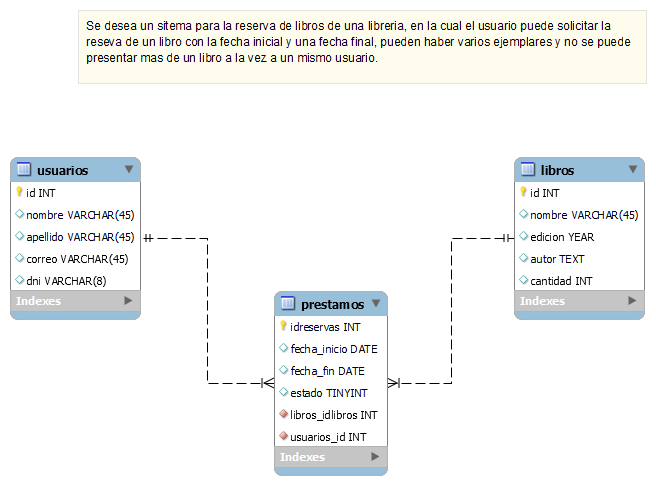 Se desea un sitema para la reserva de libros de una libreria, en la cual el usuario puede solicitar la
reseva de un libro con la fecha inicial y una fecha final, pueden haber varios ejemplares y no se puede
presentar mas de un libro a la vez a un mismo usuario.
usuarios
id INT
nombre VARCHAR(45)
apellido VARCHAR(45)
correo VARCHAR(45)
dni VARCHAR(8)
Indexes
libros
id INT
nombre VARCHAR(45)
edicion YEAR
autor TEXT
cantidad INT
Indexes
prestamos
idreservas INT
fecha_inicio DATE
fecha_fin DATE
estado TINYINT
libros_idlibros INT
usuarios_id INT
Indexes